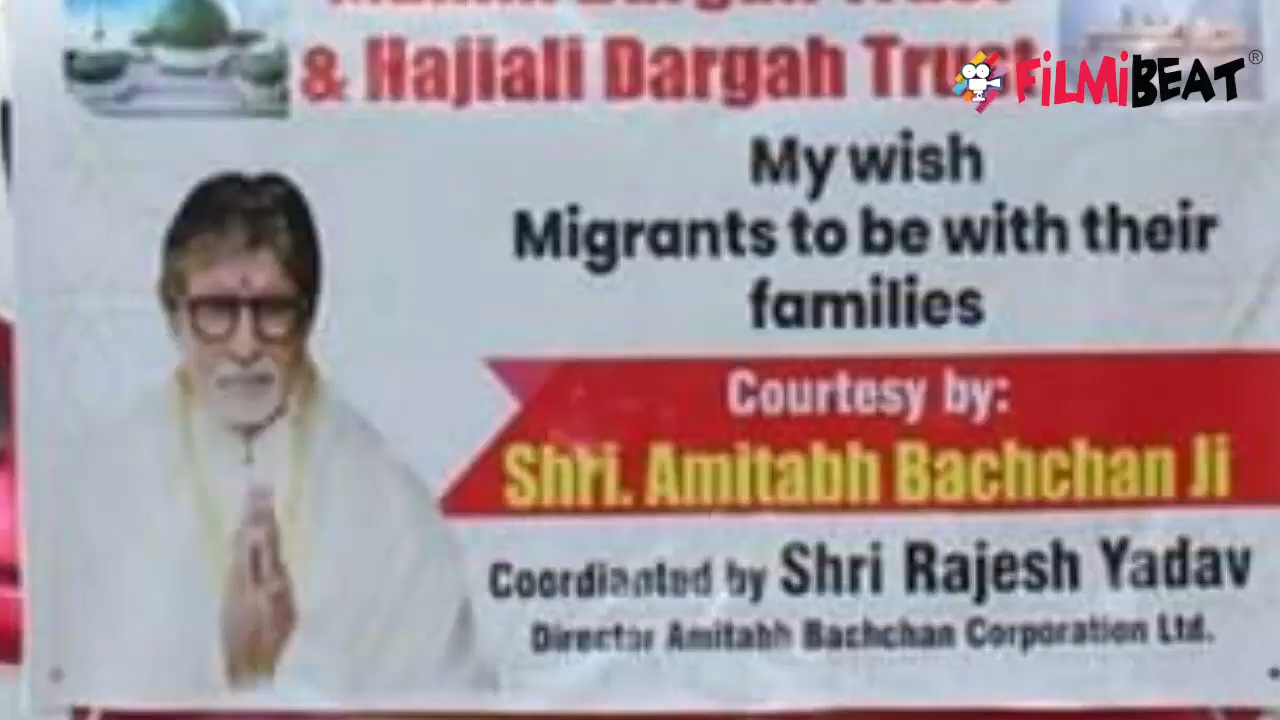 & Hajiali Dargah Trust
FiLMiBEAT®
My wish
Migrants to be with their
families
Courtesy by:
Shri. Amitabh Bachchan Ji
Coordianted by Shri Rajesh Yadav
Director Amitabh Bachchan Corporation Ltd.